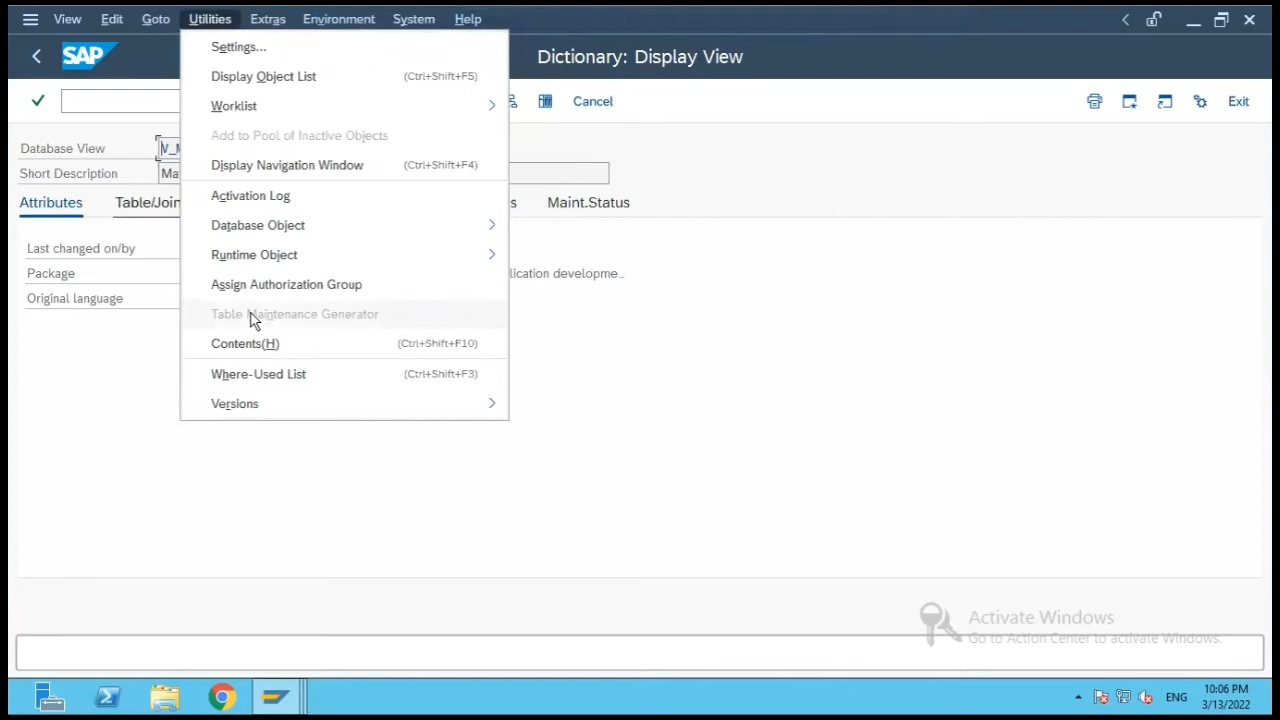 View Edit Goto Utilities Extras Environment System Help
SAP Dictionary: Display View
Cancel Exit
Settings...
Display Object List (Ctrl+Shift+F5)
Worklist
Add to Pool of Inactive Objects
Display Navigation Window (Ctrl+Shift+F4)
Activation Log
Database Object
Runtime Object
Assign Authorization Group
Table Maintenance Generator
Contents(H) (Ctrl+Shift+F10)
Where-Used List (Ctrl+Shift+F3)
Versions
Database View
Short Description
Attributes Maint.Status
Last changed on/by
Package
Original language
Activate Windows
Go to Action Center to activate Windows.
ENG 10:06 PM
3/13/2022